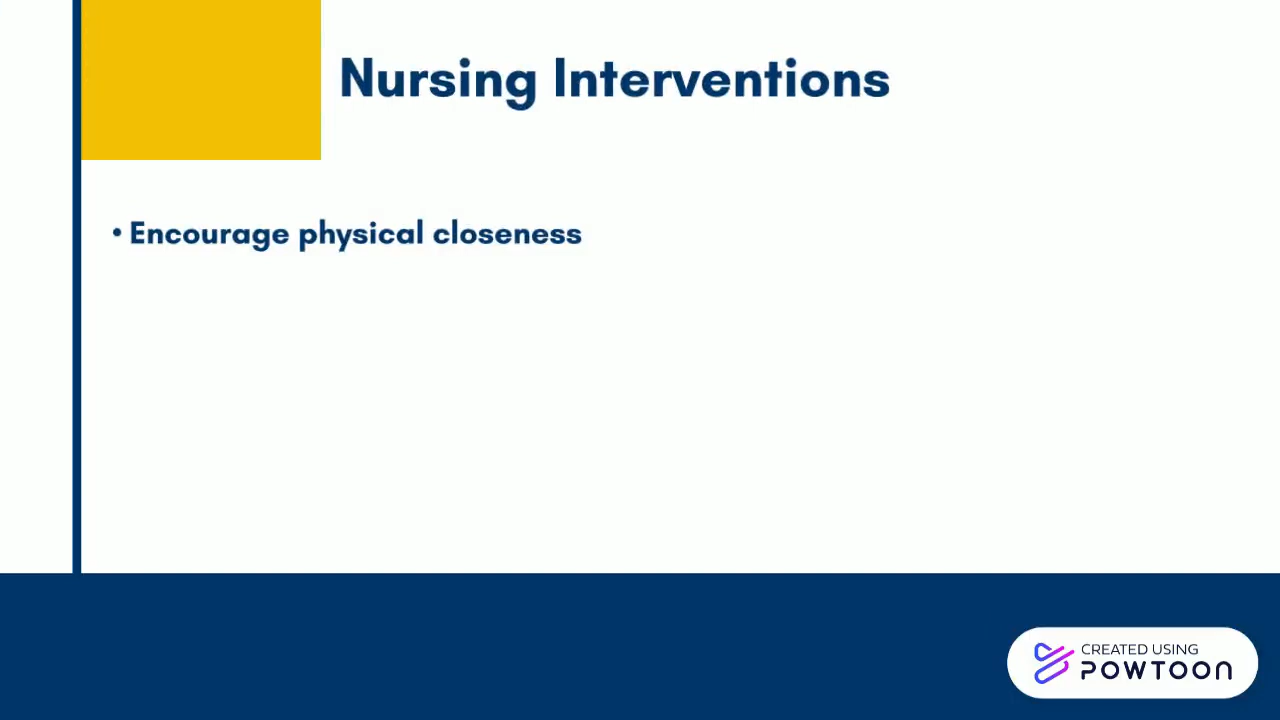 Nursing Interventions
• Encourage physical closeness
CREATED USING
POWTOON